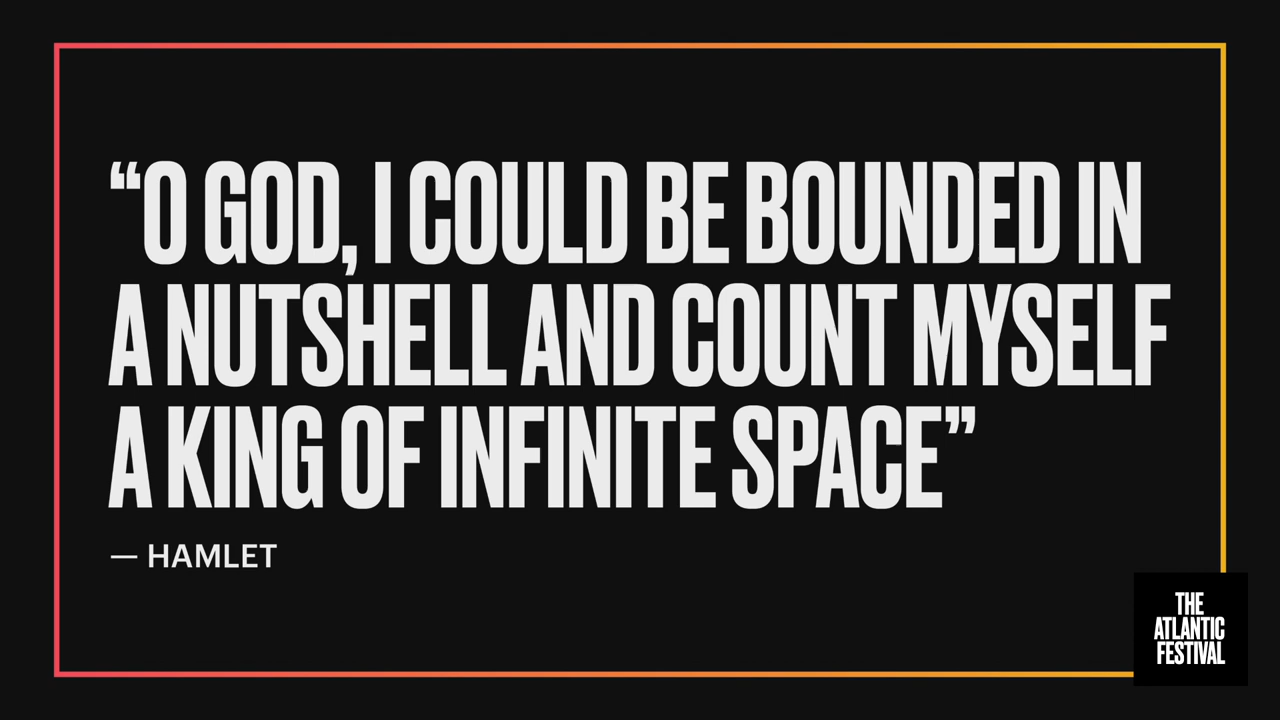 “O GOD, I COULD BE BOUNDED IN
A NUTSHELL AND COUNT MYSELF
A KING OF INFINITE SPACE”
— HAMLET
THE
ATLANTIC
FESTIVAL